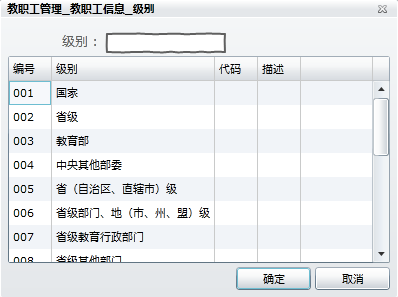 教职工管理_教职工信息_级别
级别：
编号 级别 代码 描述
001 国家
002 省级
003 教育部
004 中央其他部委
005 省（自治区、直辖市）级
006 省级部门、地（市、州、盟）级
007 省级教育行政部门
008 省级其他部门
确定 取消